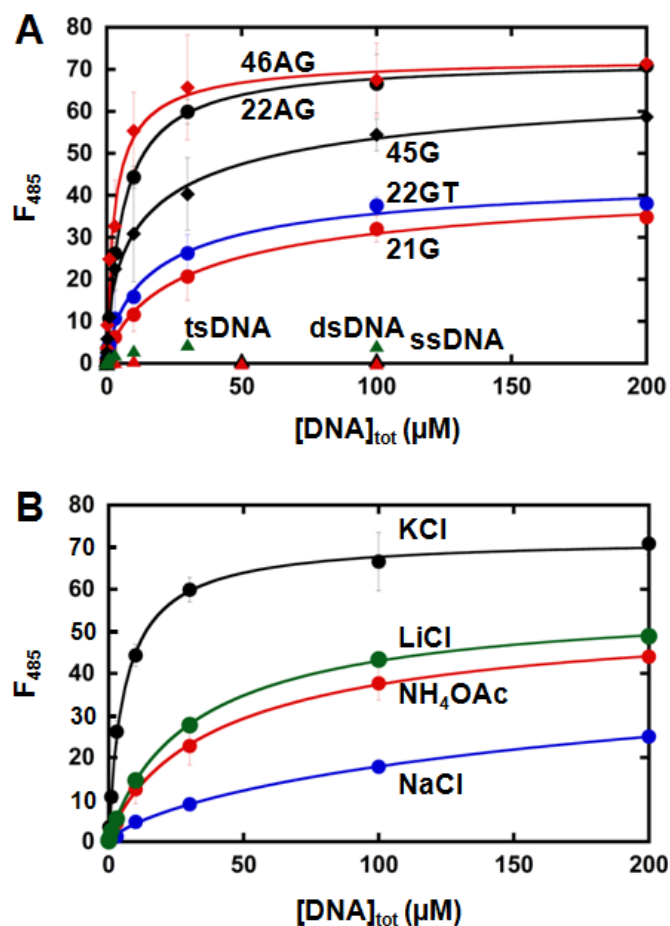 A
80
70
60
50
40
30
20
10
0
F485
46AG
22AG
45G
22GT
21G
tsDNA
dsDNA
ssDNA
0
50
100
150
200
[DNA]tot (µM)
B
80
70
60
50
40
30
20
10
0
F485
KCl
LiCl
NH4OAc
NaCl
0
50
100
150
200
[DNA]tot (µM)